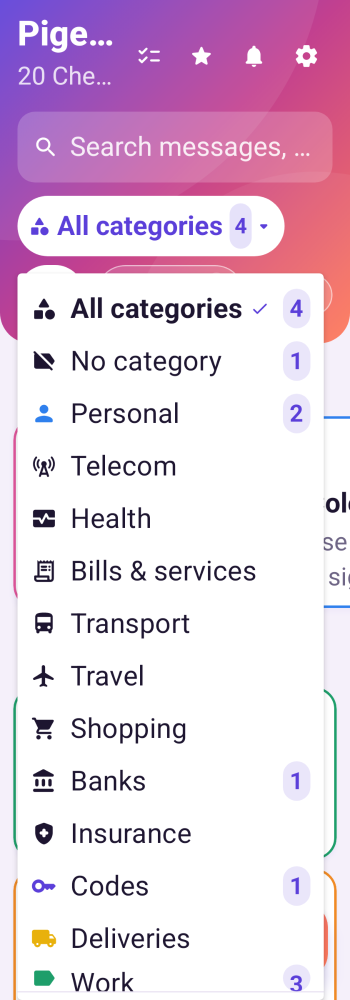 Pige...
20 Che...
Search messages, ...
All categories 4
All categories 4
No category 1
Personal 2
Telecom
Health
Bills & services
Transport
Travel
Shopping
Banks 1
Insurance
Codes 1
Deliveries
Work 3